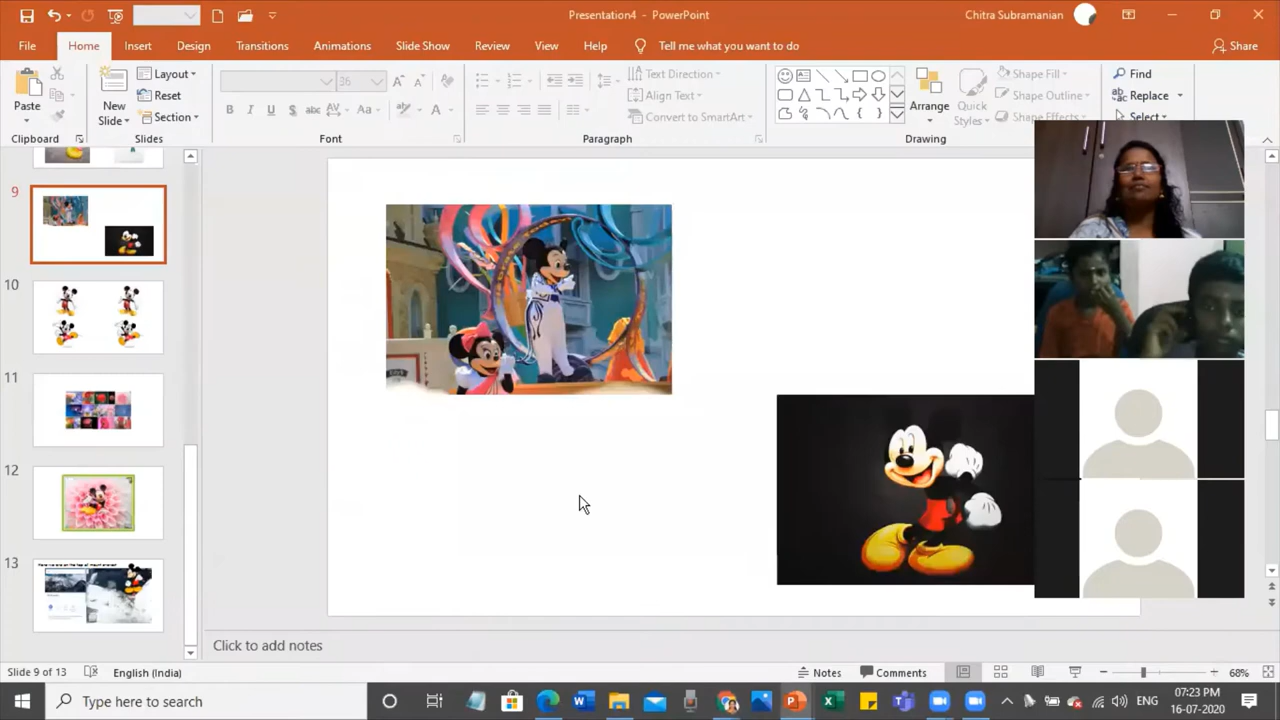 Presentation4 - PowerPoint
Chitra Subramanian
File Home Insert Design Transitions Animations Slide Show Review View Help Tell me what you want to do Share
Paste
New Slide
Layout
Reset
Section
36
Text Direction
Align Text
Convert to SmartArt
Arrange
Quick Styles
Shape Fill
Shape Outline
Shape Effects
Find
Replace
Select
Clipboard Slides Font Paragraph Drawing
9
10
11
12
13
Click to add notes
Slide 9 of 13 English (India) Notes Comments 68%
Type here to search
ENG
07:23 PM
16-07-2020